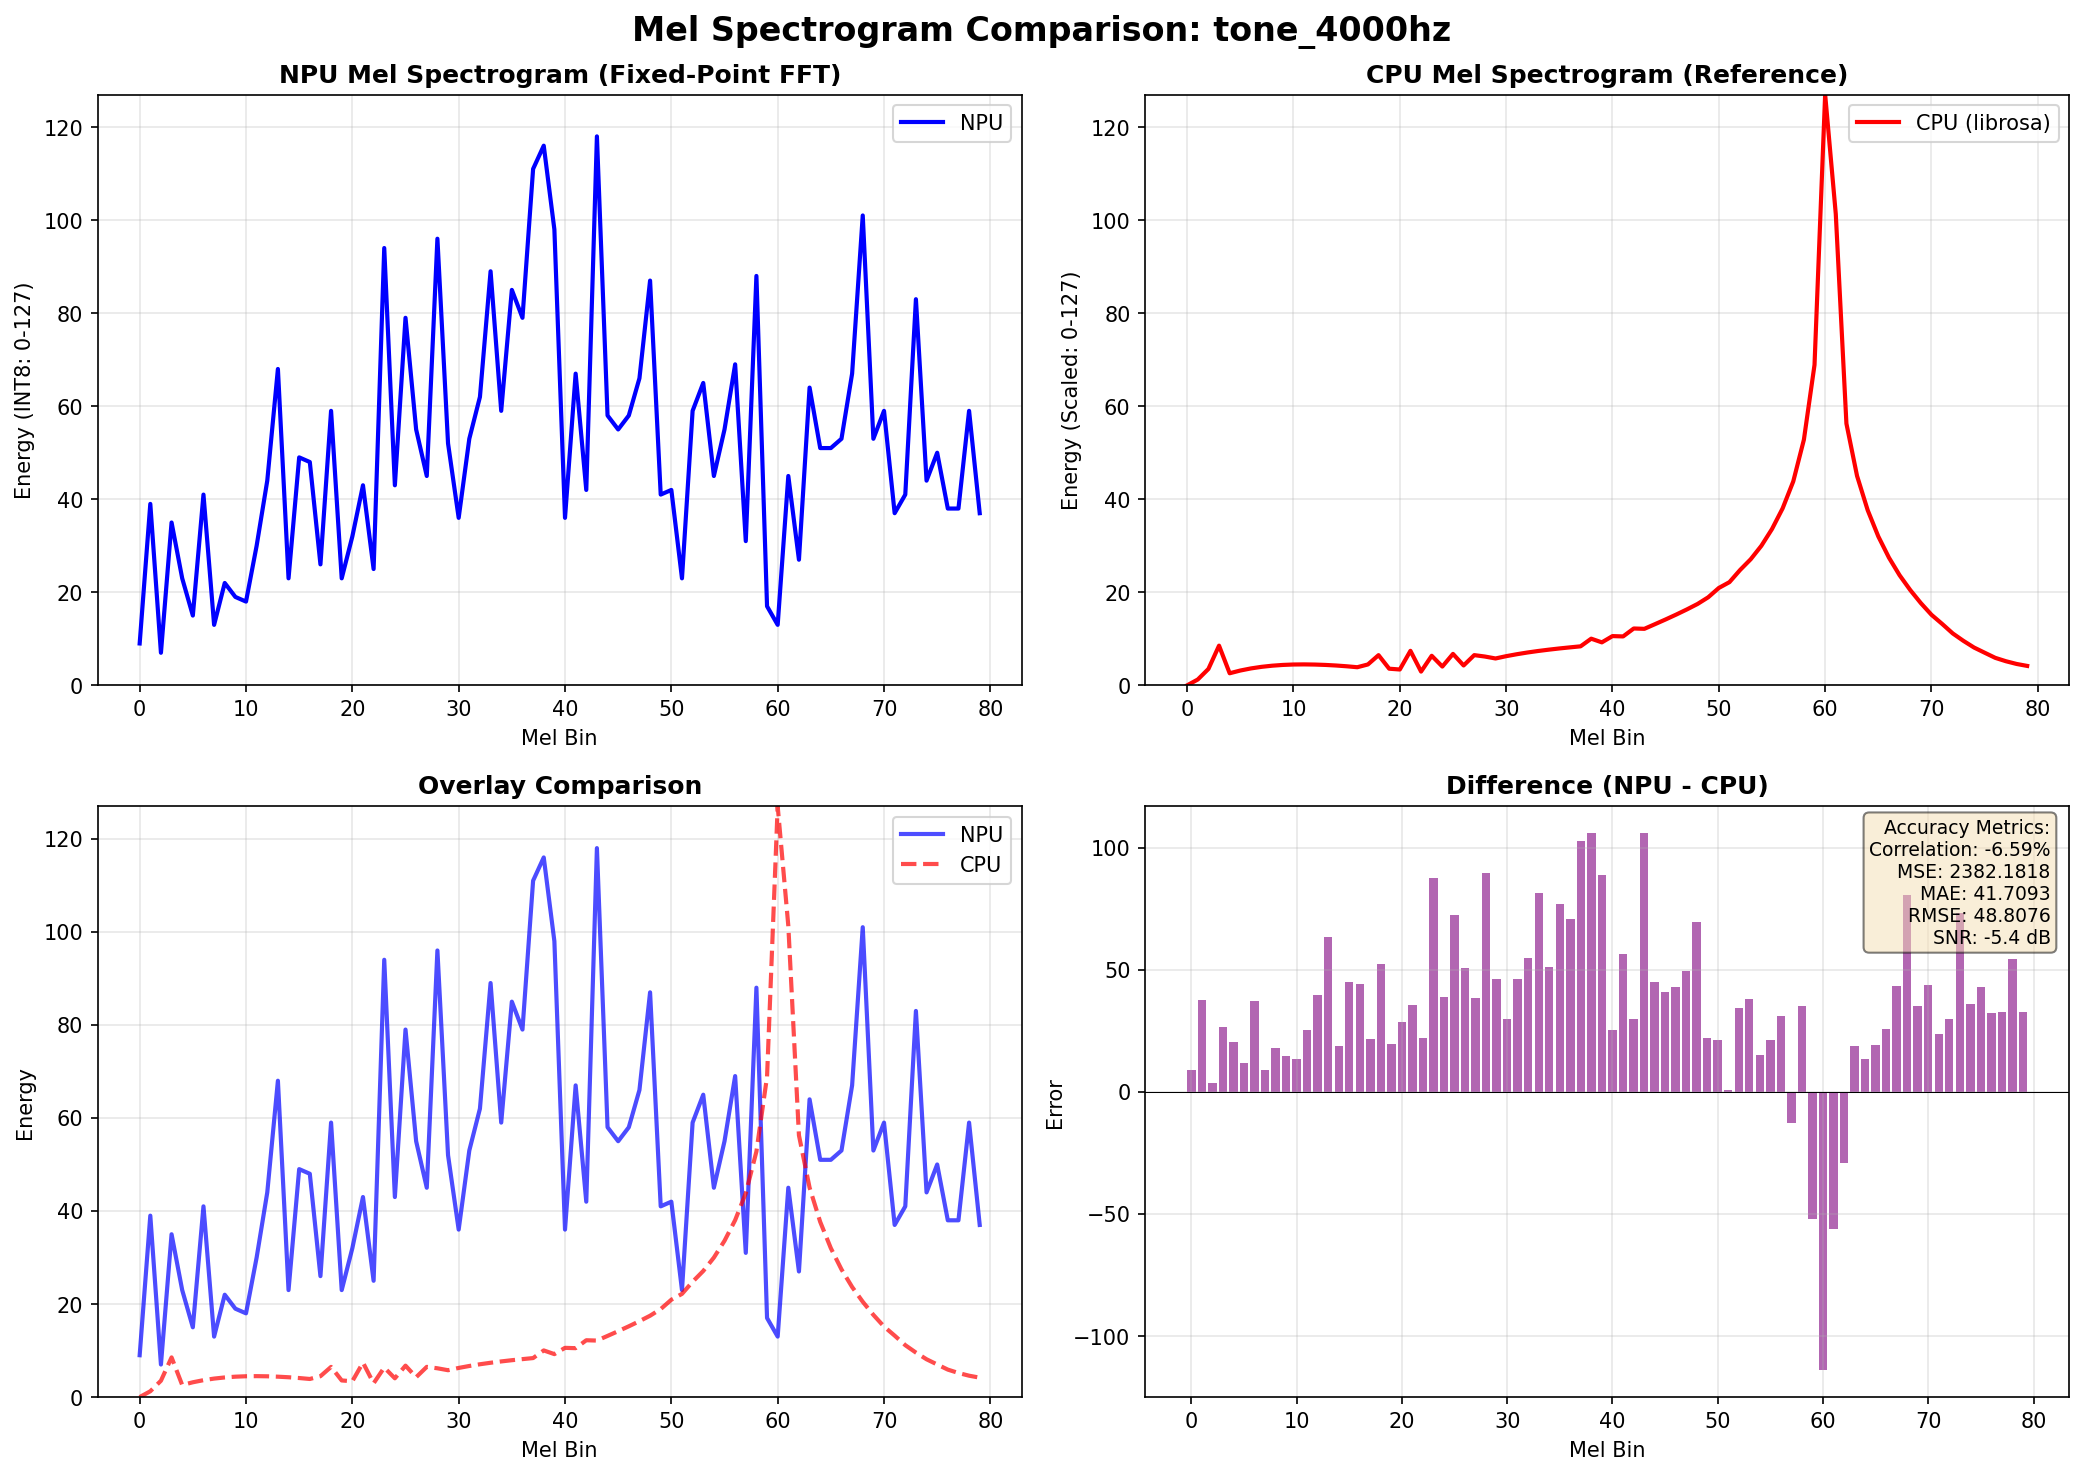 Mel Spectrogram Comparison: tone_4000hz
NPU Mel Spectrogram (Fixed-Point FFT)
Energy (INT8: 0-127)
120
100
80
60
40
20
0
NPU
0 10 20 30 40 50 60 70 80
Mel Bin
CPU Mel Spectrogram (Reference)
Energy (Scaled: 0-127)
120
100
80
60
40
20
0
CPU (librosa)
0 10 20 30 40 50 60 70 80
Mel Bin
Overlay Comparison
Energy
120
100
80
60
40
20
0
NPU
CPU
0 10 20 30 40 50 60 70 80
Mel Bin
Difference (NPU - CPU)
Error
100
50
0
−50
−100
Accuracy Metrics:
Correlation: -6.59%
MSE: 2382.1818
MAE: 41.7093
RMSE: 48.8076
SNR: -5.4 dB
0 10 20 30 40 50 60 70 80
Mel Bin